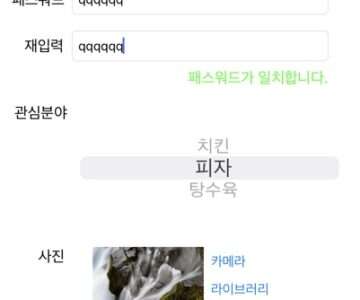 패스워드 qqqqqq
재입력 qqqqqq
패스워드가 일치합니다.
관심분야
치킨
피자
탕수육
사진
카메라
라이브러리